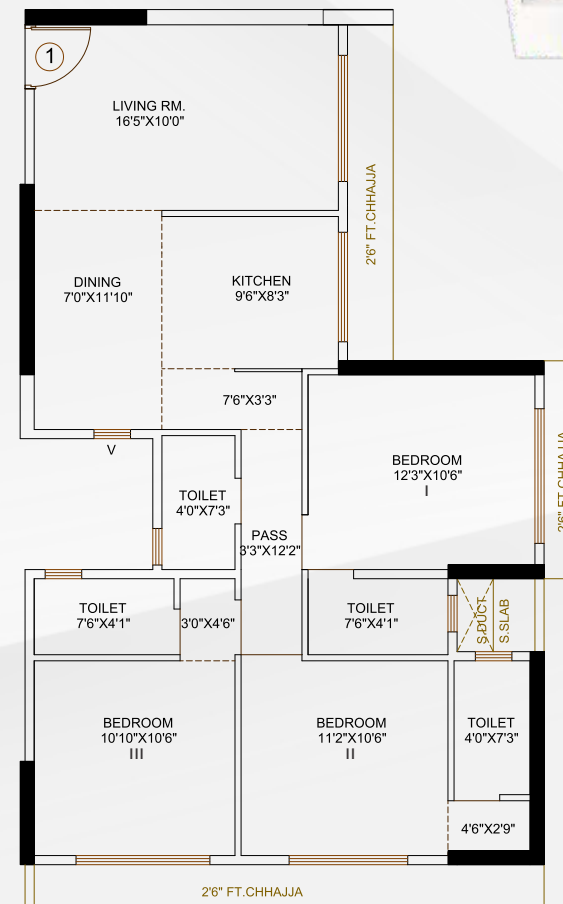 1
LIVING RM.
16'5"X10'0"
2'6" FT.CHHAJJA
DINING
7'0"X11'10"
KITCHEN
9'6"X8'3"
7'6"X3'3"
V
BEDROOM
12'3"X10'6"
I
2'6" FT.CHHAJJA
TOILET
4'0"X7'3"
PASS
3'3"X12'2"
TOILET
7'6"X4'1"
3'0"X4'6"
TOILET
7'6"X4'1"
S.DUCT
S.SLAB
BEDROOM
10'10"X10'6"
III
BEDROOM
11'2"X10'6"
II
TOILET
4'0"X7'3"
4'6"X2'9"
2'6" FT.CHHAJJA